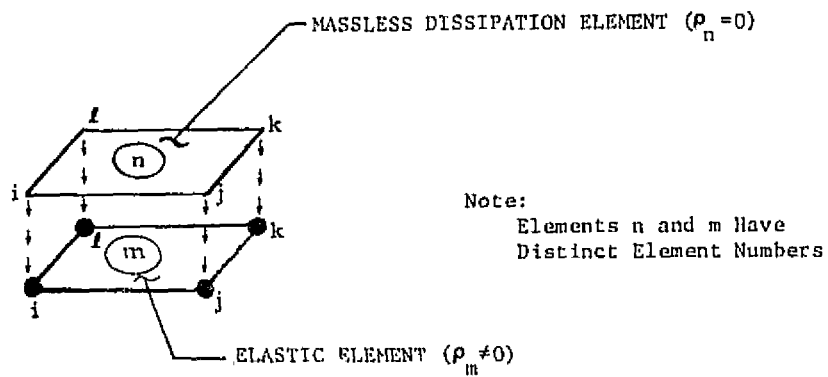 MASSLESS DISSIPATION ELEMENT (ρn=0)
ℓ
k
n
i
j
Note:
Elements n and m Have
Distinct Element Numbers
ℓ
k
m
i
j
ELASTIC ELEMENT (ρm≠0)